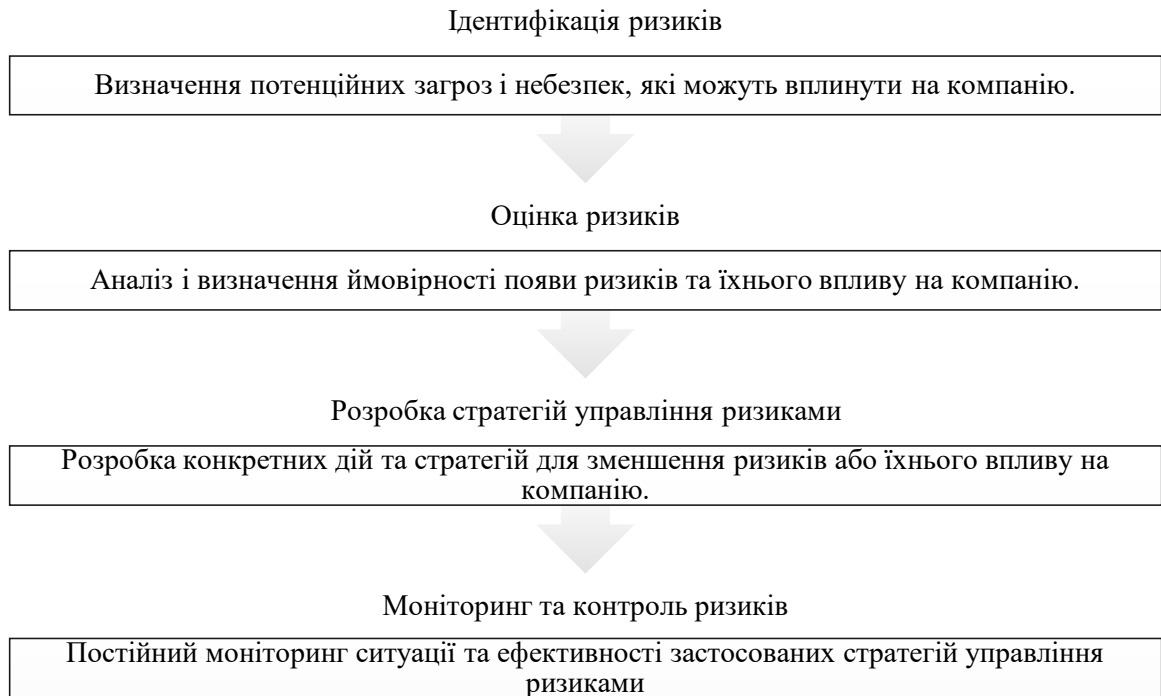 Ідентифікація ризиків
Визначення потенційних загроз і небезпек, які можуть вплинути на компанію.
Оцінка ризиків
Аналіз і визначення ймовірності появи ризиків та їхнього впливу на компанію.
Розробка стратегій управління ризиками
Розробка конкретних дій та стратегій для зменшення ризиків або їхнього впливу на
компанію.
Моніторинг та контроль ризиків
Постійний моніторинг ситуації та ефективності застосованих стратегій управління
ризиками